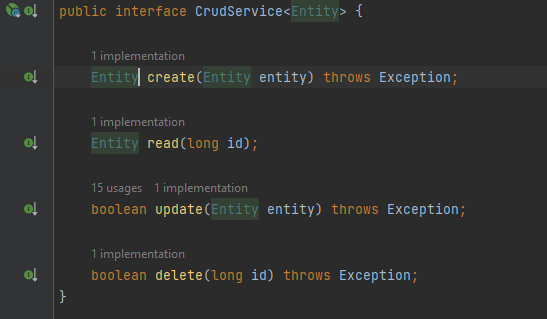 public interface CrudService<Entity> {
1 implementation
Entity create(Entity entity) throws Exception;
1 implementation
Entity read(long id);
15 usages 1 implementation
boolean update(Entity entity) throws Exception;
1 implementation
boolean delete(long id) throws Exception;
}